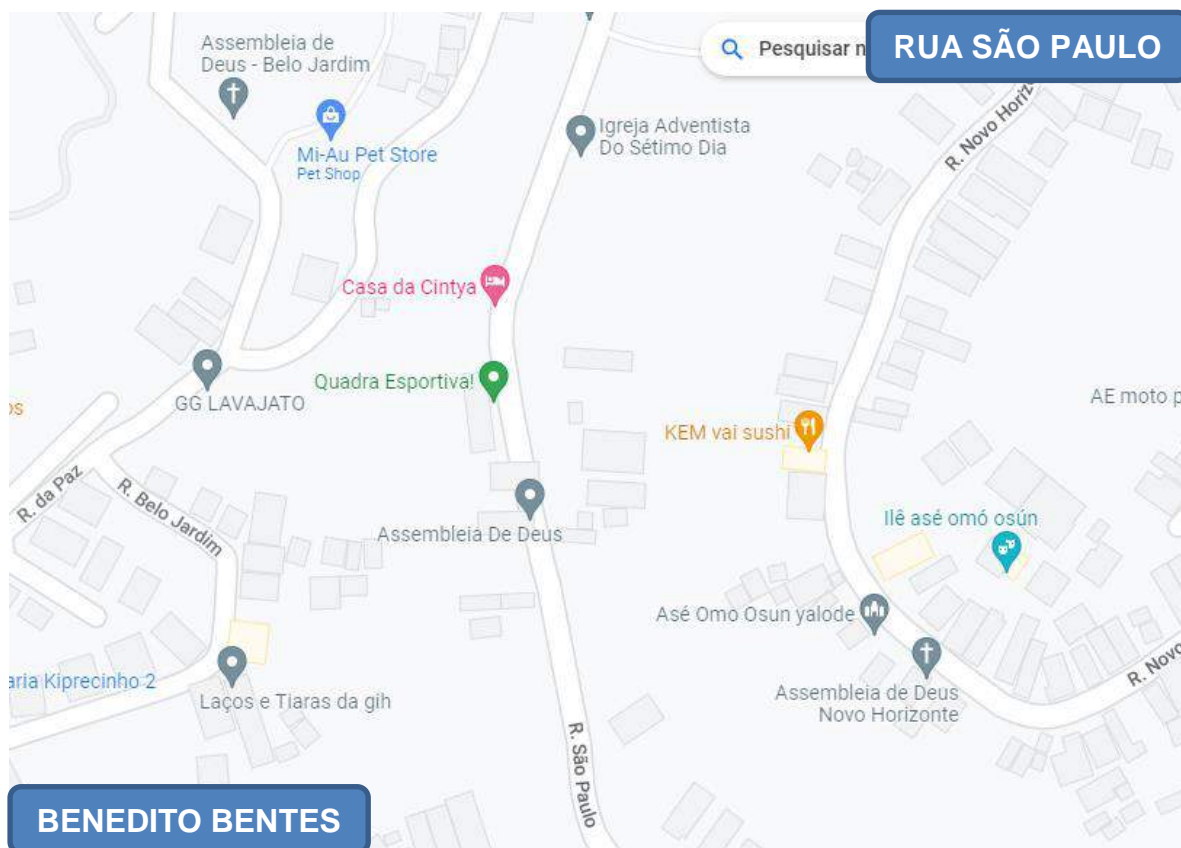 RUA SÃO PAULO
Pesquisar n
Assembleia de
Deus - Belo Jardim
Mi-Au Pet Store
Pet Shop
Igreja Adventista
Do Sétimo Dia
R. Novo Horiz
Casa da Cintya
Quadra Esportiva!
GG LAVAJATO
os
AE moto p
KEM vai sushi
R. da Paz
R. Belo Jardim
Assembleia De Deus
Ilê asé omó osún
Asé Omo Osun yalode
aria Kiprecinho 2
Laços e Tiaras da gih
Assembleia de Deus
Novo Horizonte
R. Novo
R. São Paulo
BENEDITO BENTES